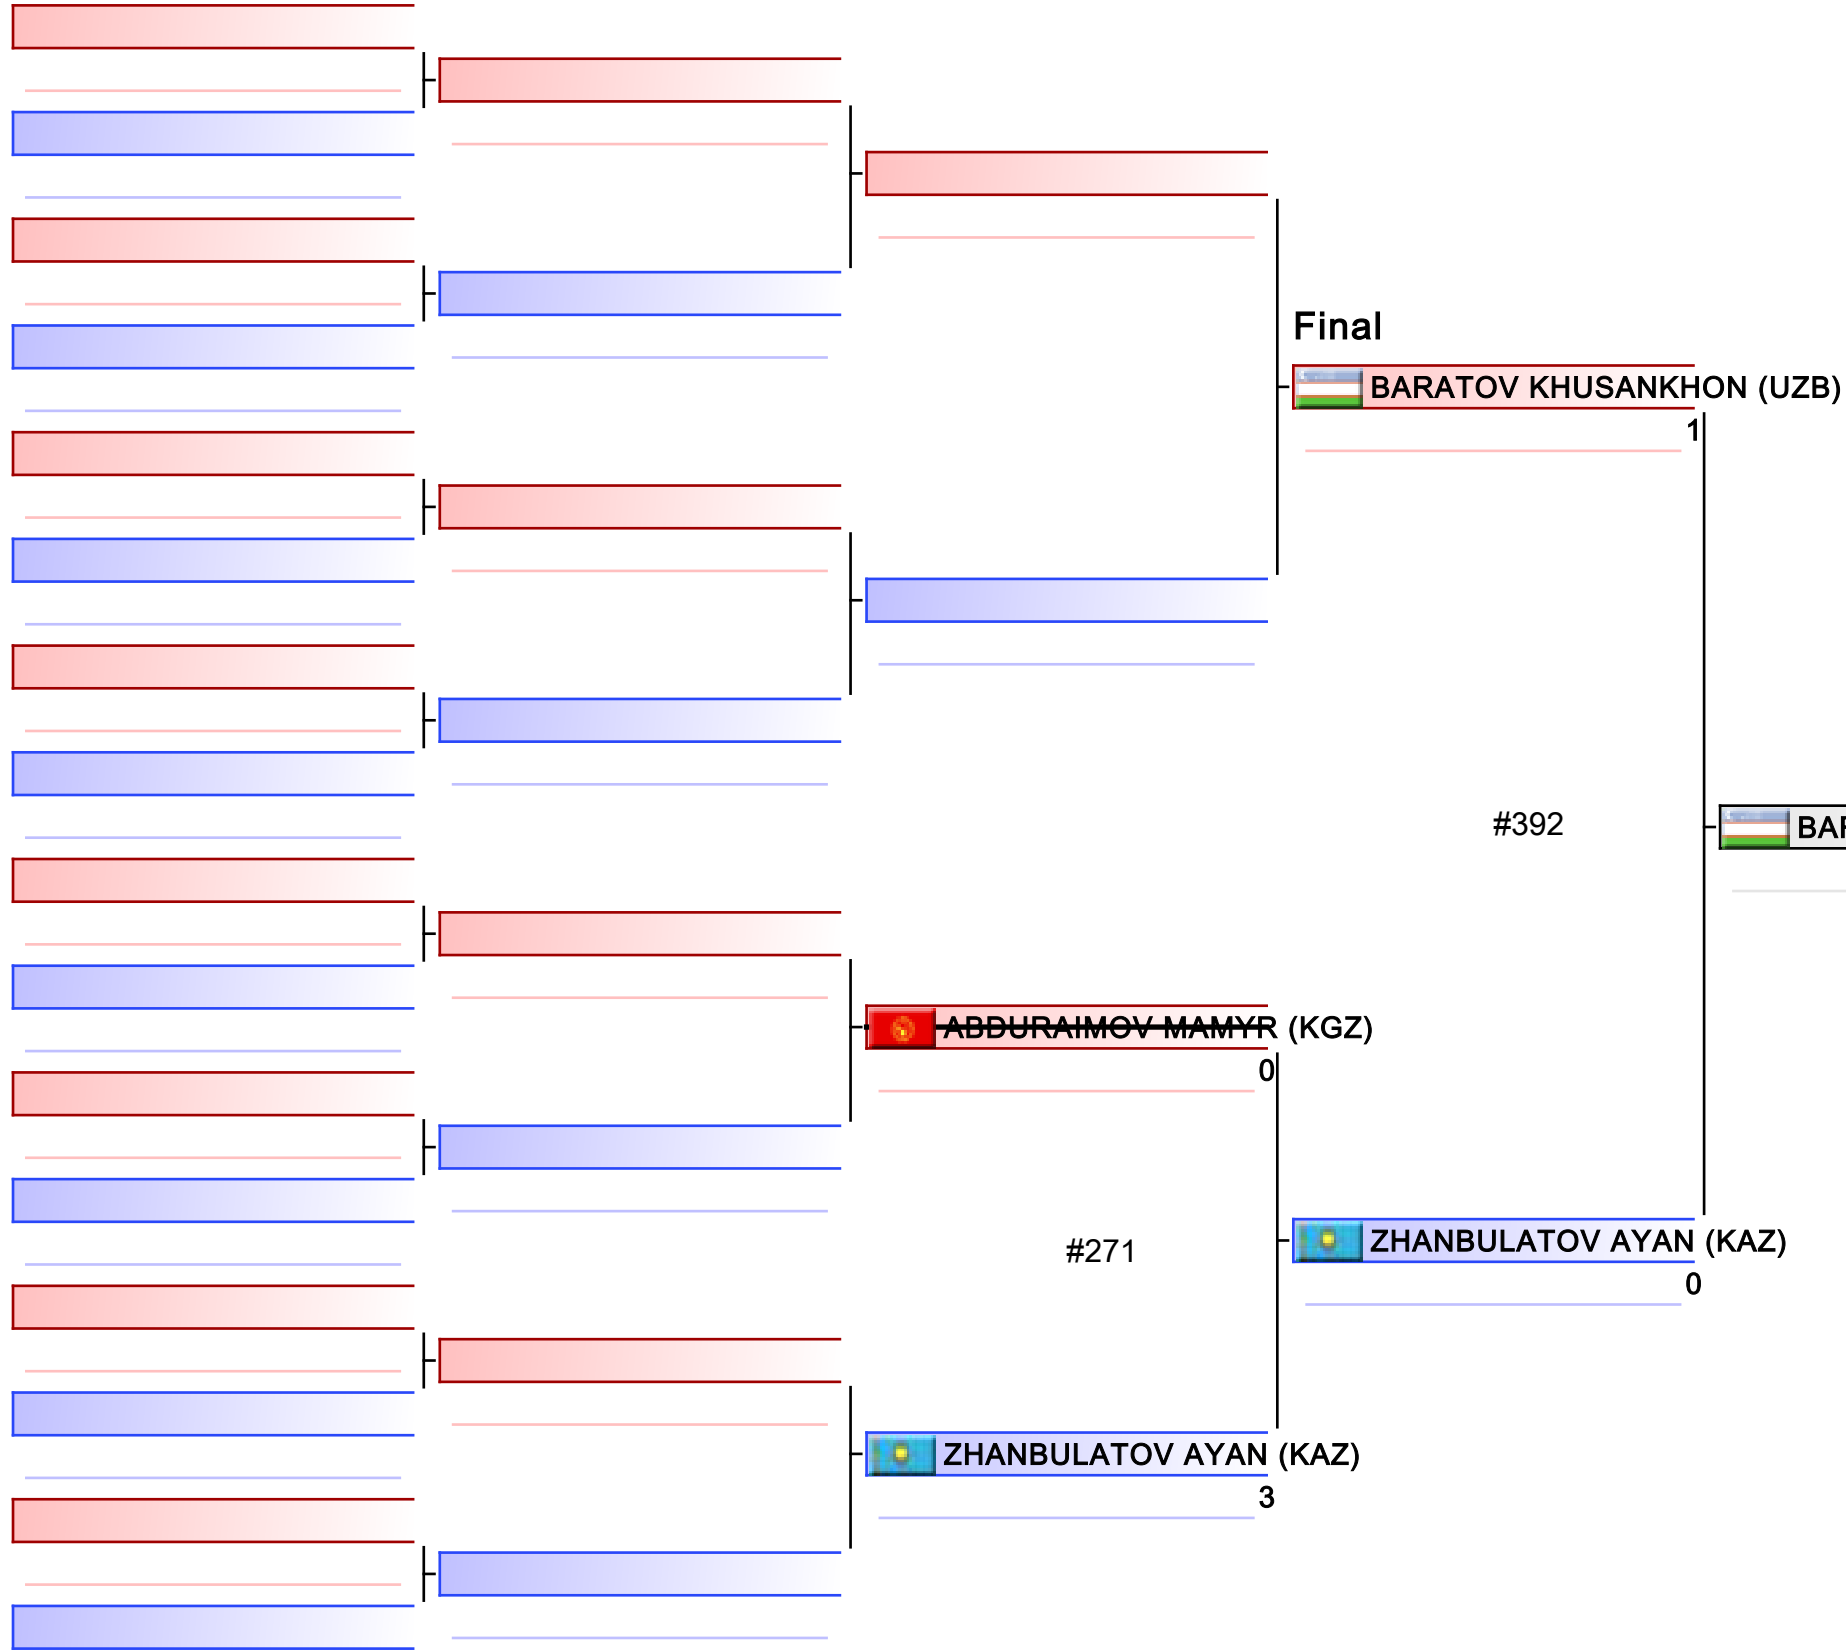 Final
BARATOV KHUSANKHON (UZB)
1
#392
ABDURAIMOV MAMYR (KGZ)
0
#271
ZHANBULATOV AYAN (KAZ)
0
ZHANBULATOV AYAN (KAZ)
3